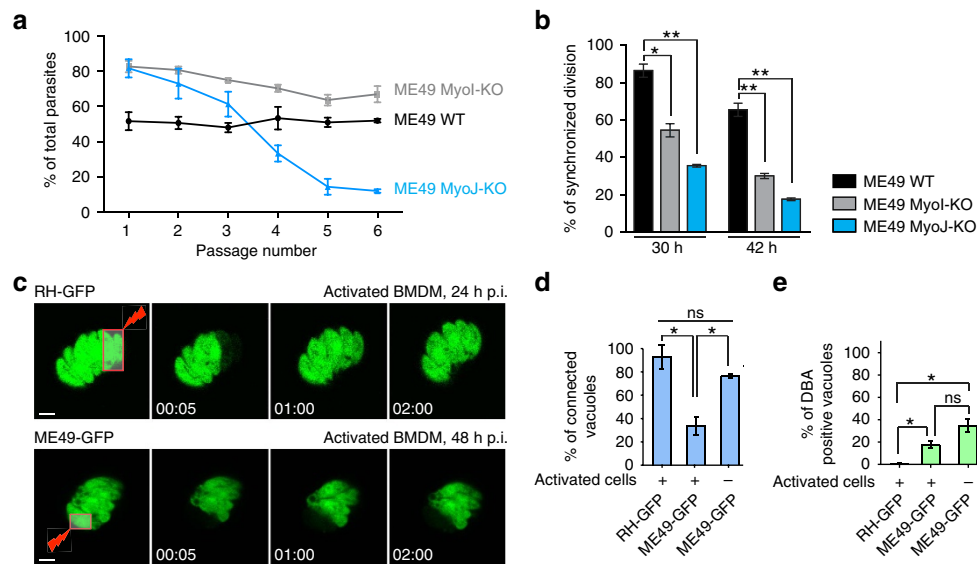 a
% of total parasites
100
80
60
40
20
0
1 2 3 4 5 6
Passage number
ME49 MyoI-KO
ME49 WT
ME49 MyoJ-KO
b
% of synchronized division
100
80
60
40
20
0
**
*
**
**
30 h
42 h
ME49 WT
ME49 MyoI-KO
ME49 MyoJ-KO
c
RH-GFP Activated BMDM, 24 h p.i.
00:05 01:00 02:00
ME49-GFP Activated BMDM, 48 h p.i.
00:05 01:00 02:00
d
% of connected
vacuoles
100
80
60
40
20
0
ns
* *
Activated cells + + –
RH-GFP ME49-GFP ME49-GFP
e
% of DBA
positive vacuoles
100
80
60
40
20
0
*
* ns
Activated cells + + –
RH-GFP ME49-GFP ME49-GFP